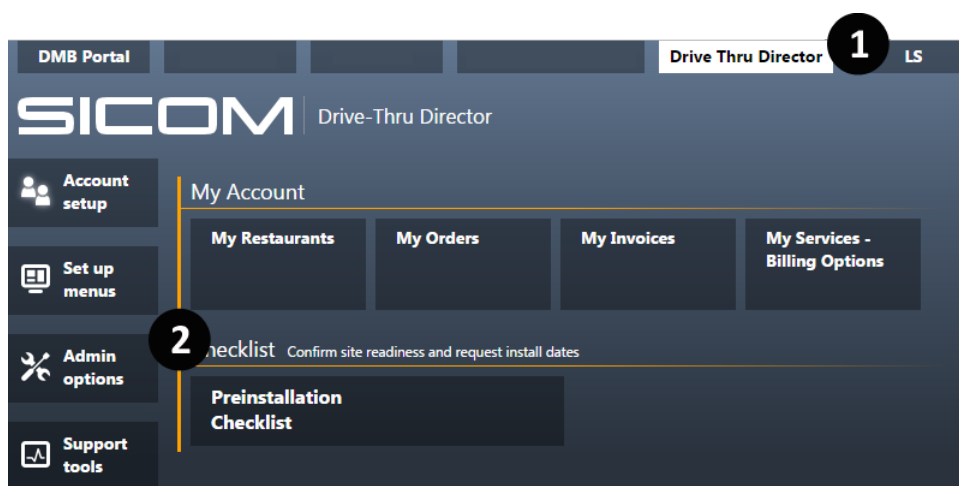 1
DMB Portal
Drive Thru Director
LS
SICOM
Drive-Thru Director
Account
setup
Set up
menus
Admin
options
Support
tools
My Account
My Restaurants
My Orders
My Invoices
My Services -
Billing Options
2
hecklist Confirm site readiness and request install dates
Preinstallation
Checklist